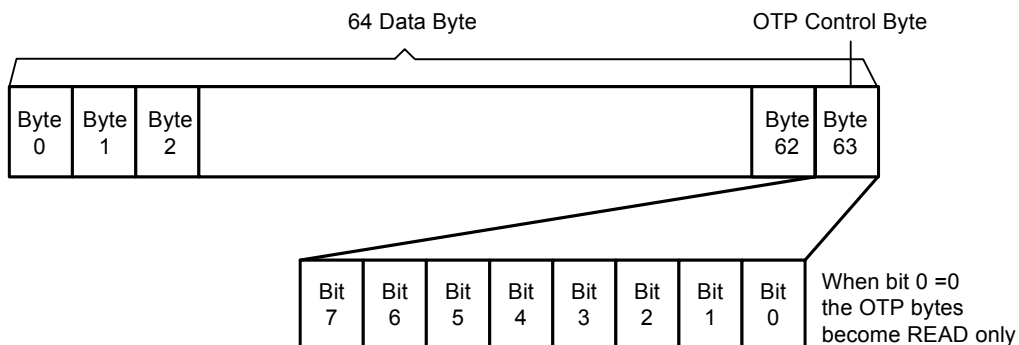 64 Data Byte
OTP Control Byte
Byte 0
Byte 1
Byte 2
Byte 62
Byte 63
Bit 7
Bit 6
Bit 5
Bit 4
Bit 3
Bit 2
Bit 1
Bit 0
When bit 0 =0
the OTP bytes
become READ only